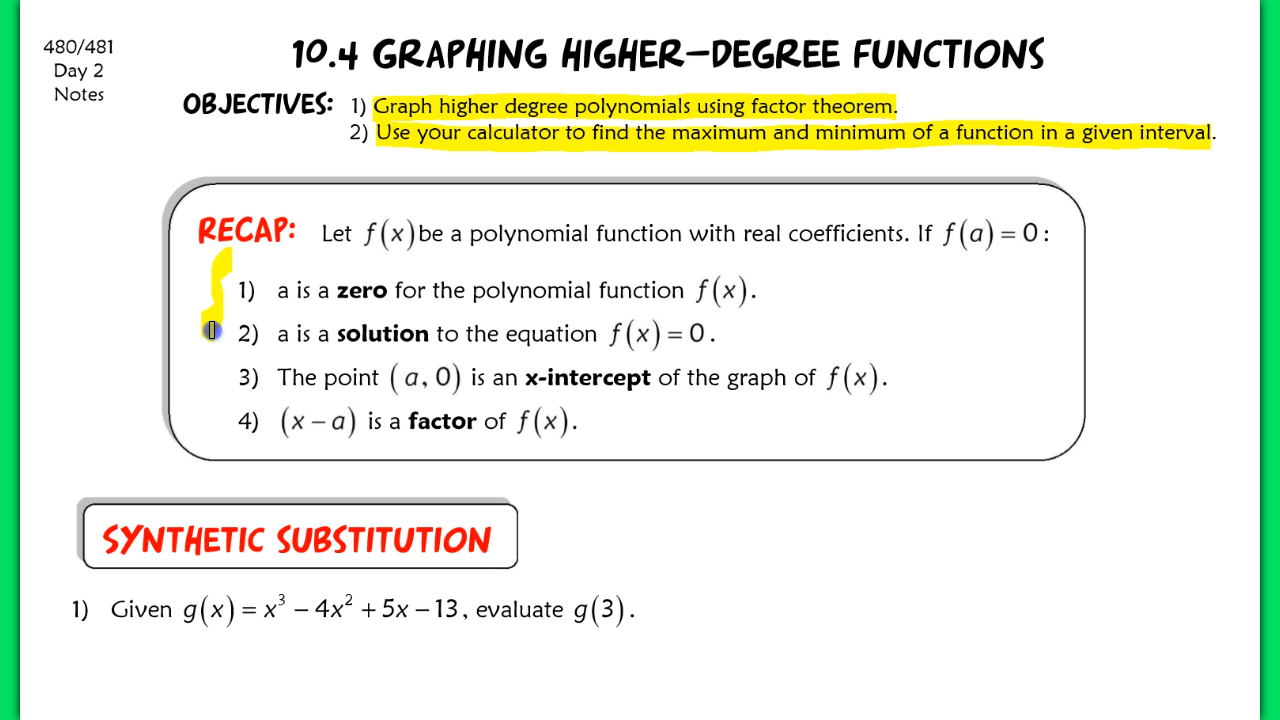 480/481
Day 2
Notes
10.4 GRAPHING HIGHER–DEGREE FUNCTIONS
OBJECTIVES: 1) Graph higher degree polynomials using factor theorem.
2) Use your calculator to find the maximum and minimum of a function in a given interval.
RECAP: Let f(x) be a polynomial function with real coefficients. If f(a) = 0:
1) a is a zero for the polynomial function f(x).
2) a is a solution to the equation f(x) = 0.
3) The point (a, 0) is an x-intercept of the graph of f(x).
4) (x – a) is a factor of f(x).
SYNTHETIC SUBSTITUTION
1) Given g(x) = x³ – 4x² + 5x – 13, evaluate g(3).